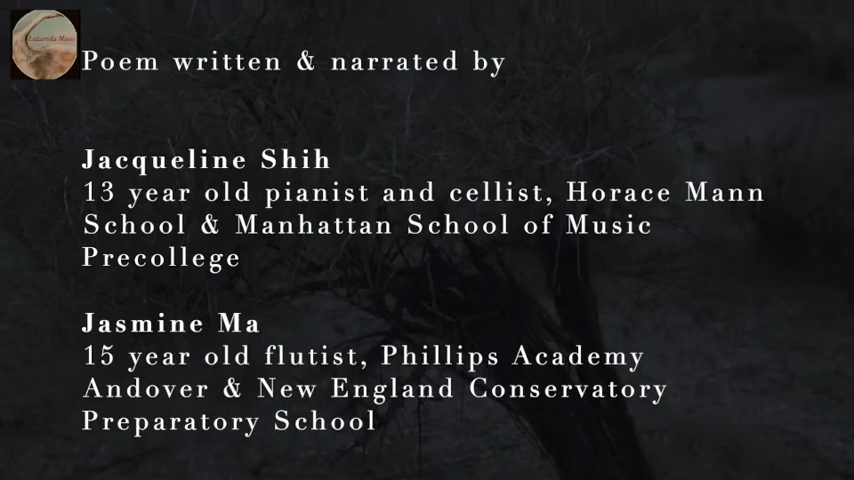 Poem written & narrated by
Jacqueline Shih
13 year old pianist and cellist, Horace Mann
School & Manhattan School of Music
Precollege
Jasmine Ma
15 year old flutist, Phillips Academy
Andover & New England Conservatory
Preparatory School